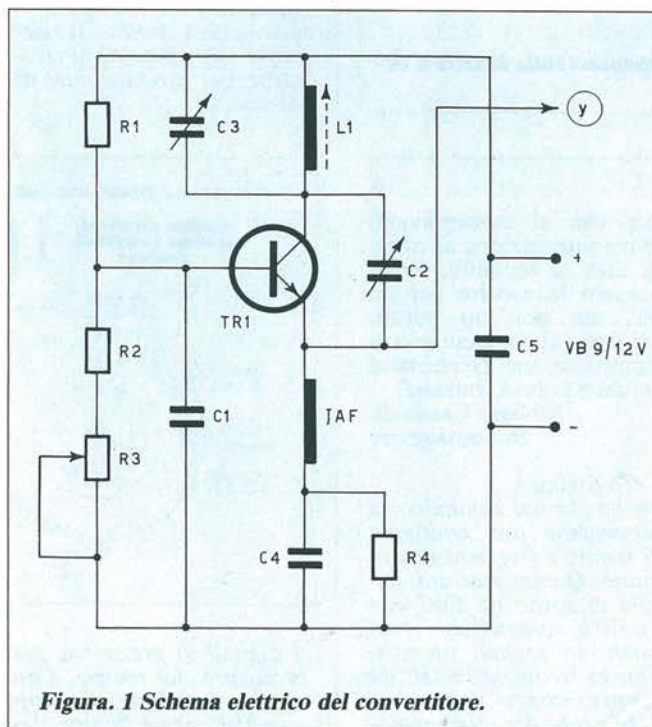 R1
C3
L1
y
C2
TR1
R2
C1
C5
VB 9/12V
+
-
JAF
R3
C4
R4
Figura. 1 Schema elettrico del convertitore.